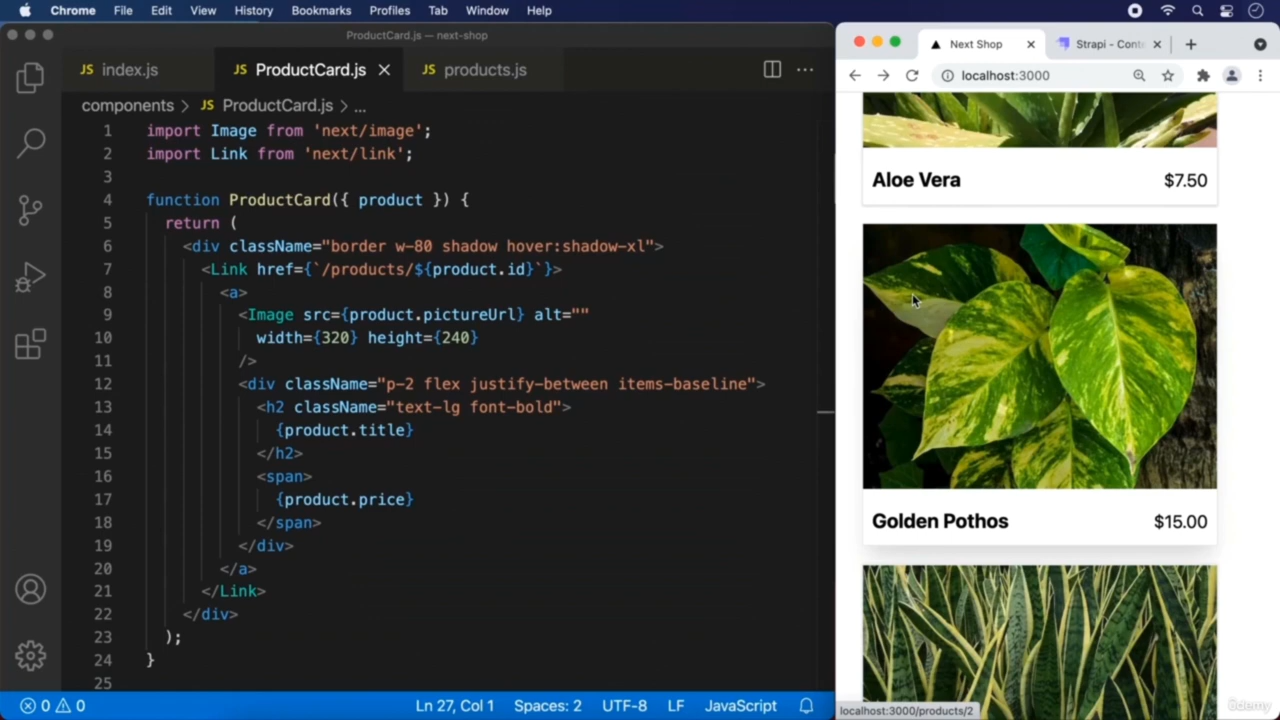 Chrome File Edit View History Bookmarks Profiles Tab Window Help
ProductCard.js — next-shop
JS index.js JS ProductCard.js JS products.js
components > JS ProductCard.js > ...
1 import Image from 'next/image';
2 import Link from 'next/link';
3
4 function ProductCard({ product }) {
5 return (
6 <div className="border w-80 shadow hover:shadow-xl">
7 <Link href={`/products/${product.id}`}>
8 <a>
9 <Image src={product.pictureUrl} alt=""
10 width={320} height={240}
11 />
12 <div className="p-2 flex justify-between items-baseline">
13 <h2 className="text-lg font-bold">
14 {product.title}
15 </h2>
16 <span>
17 {product.price}
18 </span>
19 </div>
20 </a>
21 </Link>
22 </div>
23 );
24 }
25
0 0 Ln 27, Col 1 Spaces: 2 UTF-8 LF JavaScript
Next Shop Strapi - Cont
localhost:3000
Aloe Vera $7.50
Golden Pothos $15.00
localhost:3000/products/2
ûdemy